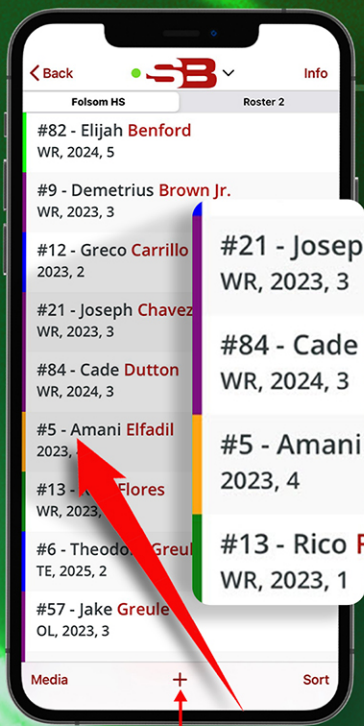 Back
SB
Info
Folsom HS
Roster 2
#82 - Elijah Benford
WR, 2024, 5
#9 - Demetrius Brown Jr.
WR, 2023, 3
#12 - Greco Carrillo
2023, 2
#21 - Joseph Chavez
WR, 2023, 3
#84 - Cade Dutton
WR, 2024, 3
#5 - Amani Elfadil
2023,
#13 - Flores
WR, 2023,
#6 - Theodo Greul
TE, 2025, 2
#57 - Jake Greule
OL, 2023, 3
#21 - Josep
WR, 2023, 3
#84 - Cade
WR, 2024, 3
#5 - Amani
2023, 4
#13 - Rico F
WR, 2023, 1
Media
+
Sort